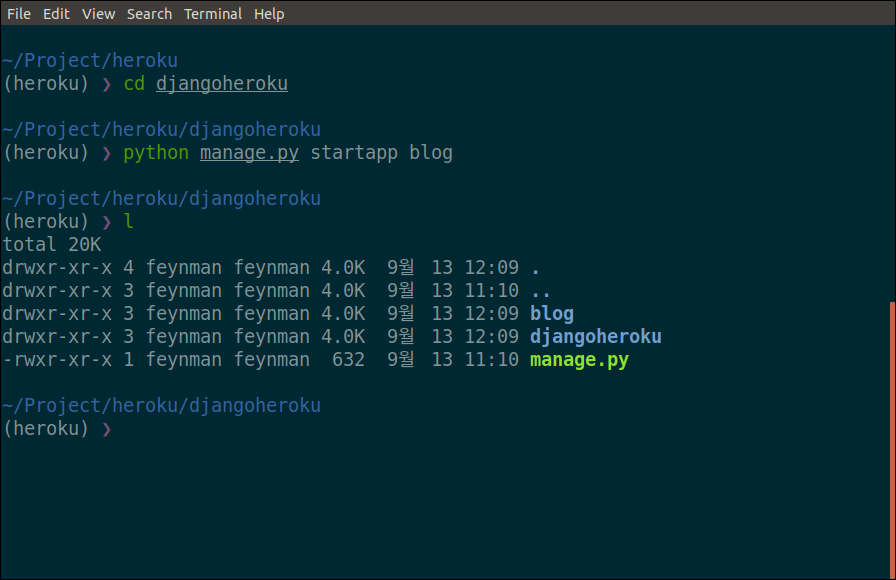 File Edit View Search Terminal Help
~/Project/heroku
(heroku) ❯ cd djangoheroku
~/Project/heroku/djangoheroku
(heroku) ❯ python manage.py startapp blog
~/Project/heroku/djangoheroku
(heroku) ❯ l
total 20K
drwxr-xr-x 4 feynman feynman 4.0K  9월  13 12:09 .
drwxr-xr-x 3 feynman feynman 4.0K  9월  13 11:10 ..
drwxr-xr-x 3 feynman feynman 4.0K  9월  13 12:09 blog
drwxr-xr-x 3 feynman feynman 4.0K  9월  13 12:09 djangoheroku
-rwxr-xr-x 1 feynman feynman  632  9월  13 11:10 manage.py
~/Project/heroku/djangoheroku
(heroku) ❯